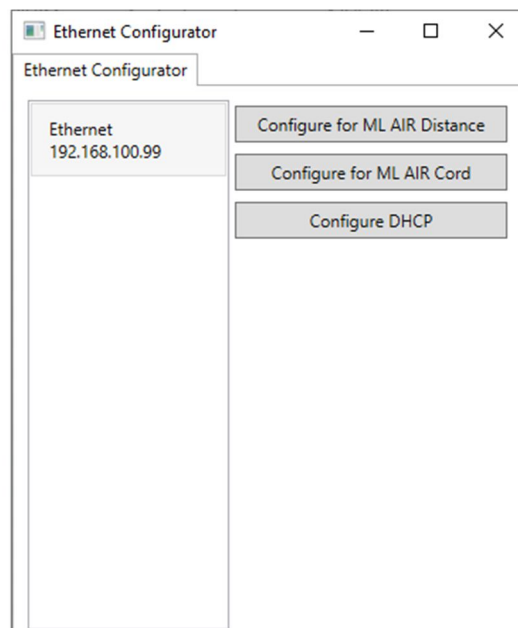 Ethernet Configurator
Ethernet Configurator
Ethernet
192.168.100.99
Configure for ML AIR Distance
Configure for ML AIR Cord
Configure DHCP